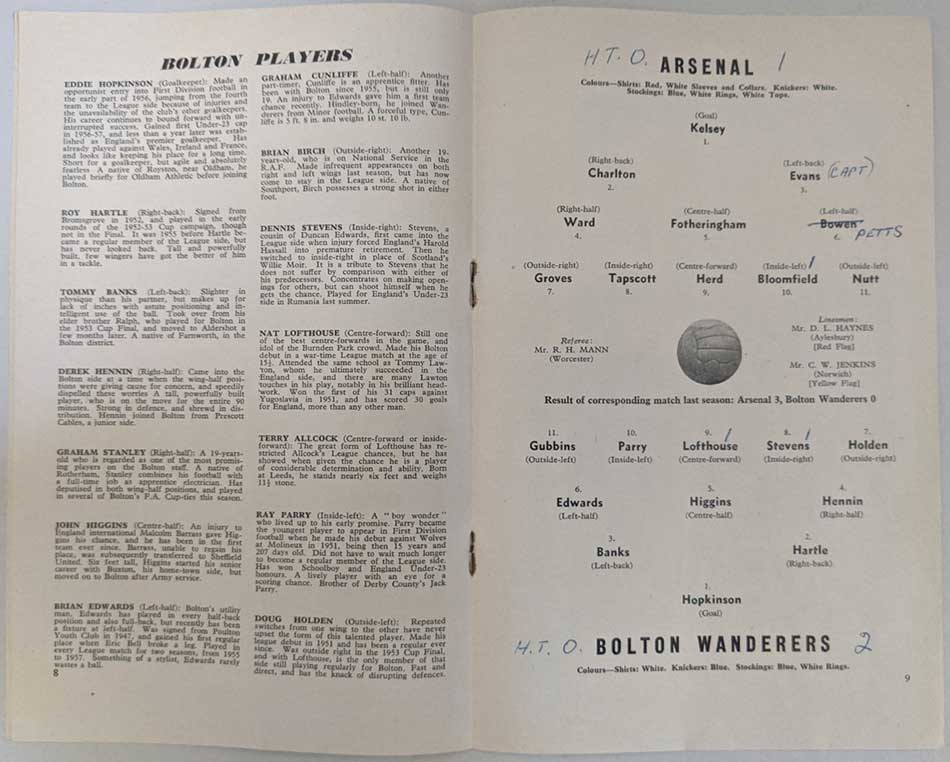 BOLTON PLAYERS
EDDIE HOPKINSON (Goalkeeper): Made an
opportunist entry into First Division football in
the early part of 1956, jumping from the fourth
team to the League side because of injuries and
the unavailability of the club's other goalkeepers.
His career continues to bound forward with un-
interrupted success. Gained first Under-23 cap
in 1956-57, and less than a year later was estab-
lished as England's premier goalkeeper. Has
already played against Wales, Ireland and France,
and looks like keeping his place for a long time.
Short for a goalkeeper, but agile and absolutely
fearless. A native of Royston, near Oldham, he
played briefly for Oldham Athletic before joining
Bolton.
ROY HARTLE (Right-back): Signed from
Bromsgrove in 1952, and played in the early
rounds of the 1952-53 Cup campaign, though
not in the Final. It was 1955 before Hartle be-
came a regular member of the League side, but
has never looked back. Tall and powerfully
built, few wingers have got the better of him
in a tackle.
TOMMY BANKS (Left-back): Slighter in
physique than his partner, but makes up for
lack of inches with astute positioning and in-
telligent use of the ball. Took over from his
elder brother Ralph, who played for Bolton in
the 1953 Cup Final, and moved to Aldershot a
few months later. A native of Farnworth, in the
Bolton district.
DEREK HENNIN (Right-half): Came into the
Bolton side at a time when the wing-half posi-
tions were giving cause for concern, and speedily
dispelled these worries A tall, powerfully built
player, who is on the move for the entire 90
minutes. Strong in defence, and shrewd in dis-
tribution. Hennin joined Bolton from Prescott
Cables, a junior side.
GRAHAM STANLEY (Right-half): A 19-years-
old who is regarded as one of the most promis-
ing players on the Bolton staff. A native of
Rotherham, Stanley combines his football with
a full-time job as apprentice electrician. Has
deputised in both wing-half positions, and played
in several of Bolton's F.A. Cup-ties this season.
JOHN HIGGINS (Centre-half): An injury to
England international Malcolm Barrass gave Hig-
gins his chance, and he has been in the first
team ever since. Barrass, unable to regain his
place, was subsequently transferred to Sheffield
United. Six feet tall, Higgins started his senior
career with Buxton, his home-town side, but
moved on to Bolton after Army service.
BRIAN EDWARDS (Left-half): Bolton's utility
man, Edwards has played in every half-back
position and also full-back, but recently has been
a fixture at left-half. Was signed from Poulton
Youth Club in 1947, and gained his first regular
place when Eric Bell broke a leg. Played in
every League match for two seasons, from 1955
to 1957. Something of a stylist, Edwards rarely
wastes a ball.
8
GRAHAM CUNLIFFE (Left-half): Another
part-timer, Cunliffe is an apprentice fitter. Has
been with Bolton since 1955, but is still only
19. An injury to Edwards gave him a first team
chance recently. Hindley-born, he joined Wan-
derers from Minor football. A forceful type, Cun-
liffe is 5 ft. 8 in. and weighs 10 st. 10 lb.
BRIAN BIRCH (Outside-right): Another 19-
years-old, who is on National Service in the
R.A.F. Made infrequent appearances on both
right and left wings last season, but has now
come to stay in the League side. A native of
Southport, Birch possesses a strong shot in either
foot.
DENNIS STEVENS (Inside-right): Stevens, a
cousin of Duncan Edwards, first came into the
League side when injury forced England's Harold
Hassall into premature retirement. Then he
switched to inside-right in place of Scotland's
Willie Moir. It is a tribute to Stevens that he
does not suffer by comparison with either of
his predecessors. Concentrates on making open-
ings for others, but can shoot himself when he
gets the chance. Played for England's Under-23
side in Rumania last summer.
NAT LOFTHOUSE (Centre-forward): Still one
of the best centre-forwards in the game, and
idol of the Burnden Park crowd. Made his Bolton
debut in a war-time League match at the age of
15½. Attended the same school as Tommy Law-
ton, whom he ultimately succeeded in the
England side, and there are many Lawton
touches in his play, notably in his brilliant head-
work. Won the first of his 31 caps against
Yugoslavia in 1951, and has scored 30 goals
for England, more than any other man.
TERRY ALLCOCK (Centre-forward or inside-
forward): The great form of Lofthouse has re-
stricted Allcock's League chances, but he has
showed when given the chance he is a player
of considerable determination and ability. Born
in Leeds, he stands nearly six feet and weighs
11½ stone.
RAY PARRY (Inside-left): A "boy wonder"
who lived up to his early promise. Parry became
the youngest player to appear in First Division
football when he made his debut against Wolves
at Molineux in 1951, being then 15 years and
207 days old. Did not have to wait much longer
to become a regular member of the League side.
Has won Schoolboy and England Under-23
honours. A lively player with an eye for a
scoring chance. Brother of Derby County's Jack
Parry.
DOUG HOLDEN (Outside-left): Repeated
switches from one wing to the other have never
upset the form of this talented player. Made his
league debut in 1951 and has been a regular ever
since. Was outside right in the 1953 Cup Final,
and with Lofthouse, is the only member of that
side still playing regularly for Bolton. Fast and
direct, and has the knack of disrupting defences.
H.T. O. ARSENAL 1
Colours—Shirts: Red, White Sleeves and Collars. Knickers: White.
Stockings: Blue, White Rings, White Tops.
(Goal)
Kelsey
1.
(Right-back) (Left-back)
Charlton Evans (CAPT)
2. 3.
(Right-half) (Centre-half) (Left-half)
Ward Fotheringham Bowen
4. 5. 6. PETTS
(Outside-right) (Inside-right) (Centre-forward) (Inside-left) 1 (Outside-left)
Groves Tapscott Herd Bloomfield Nutt
7. 8. 9. 10. 11.
Referee:
Mr. R. H. MANN
(Worcester)
Linesmen:
Mr. D. L. HAYNES
(Aylesbury)
[Red Flag]
Mr. C. W. JENKINS
(Norwich)
[Yellow Flag]
Result of corresponding match last season: Arsenal 3, Bolton Wanderers 0
11. 10. 9. 1 8. 1 7.
Gubbins Parry Lofthouse Stevens Holden
(Outside-left) (Inside-left) (Centre-forward) (Inside-right) (Outside-right)
6. 5. 4.
Edwards Higgins Hennin
(Left-half) (Centre-half) (Right-half)
3. 2.
Banks Hartle
(Left-back) (Right-back)
1.
Hopkinson
(Goal)
H.T. O. BOLTON WANDERERS 2
Colours—Shirts: White. Knickers: Blue. Stockings: Blue, White Rings.
9